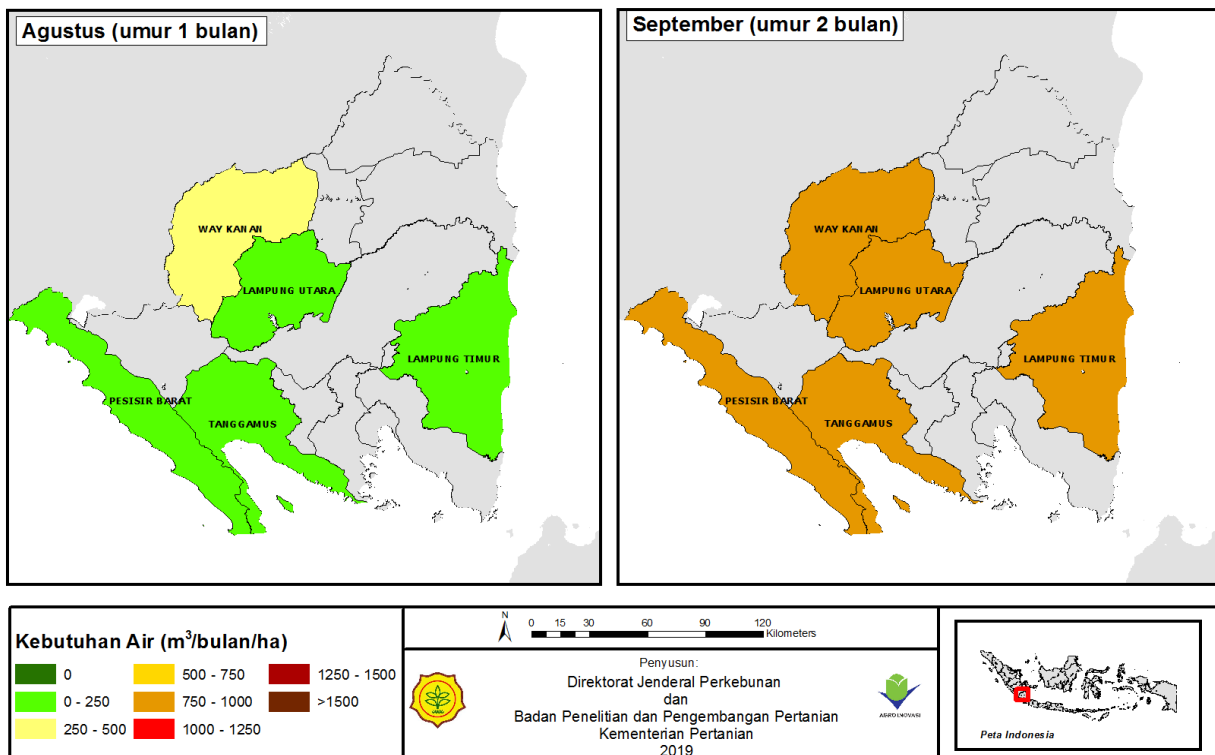 Agustus (umur 1 bulan)
WAY KANAN
LAMPUNG UTARA
LAMPUNG TIMUR
PESISIR BARAT
TANGGAMUS
September (umur 2 bulan)
WAY KANAN
LAMPUNG UTARA
LAMPUNG TIMUR
PESISIR BARAT
TANGGAMUS
Kebutuhan Air (m³/bulan/ha)
0
0 - 250
250 - 500
500 - 750
750 - 1000
1000 - 1250
1250 - 1500
>1500
N
0 15 30 60 90 120
Kilometers
Penyusun:
Direktorat Jenderal Perkebunan
dan
Badan Penelitian dan Pengembangan Pertanian
Kementerian Pertanian
2019
AGRO INOVASI
Peta Indonesia